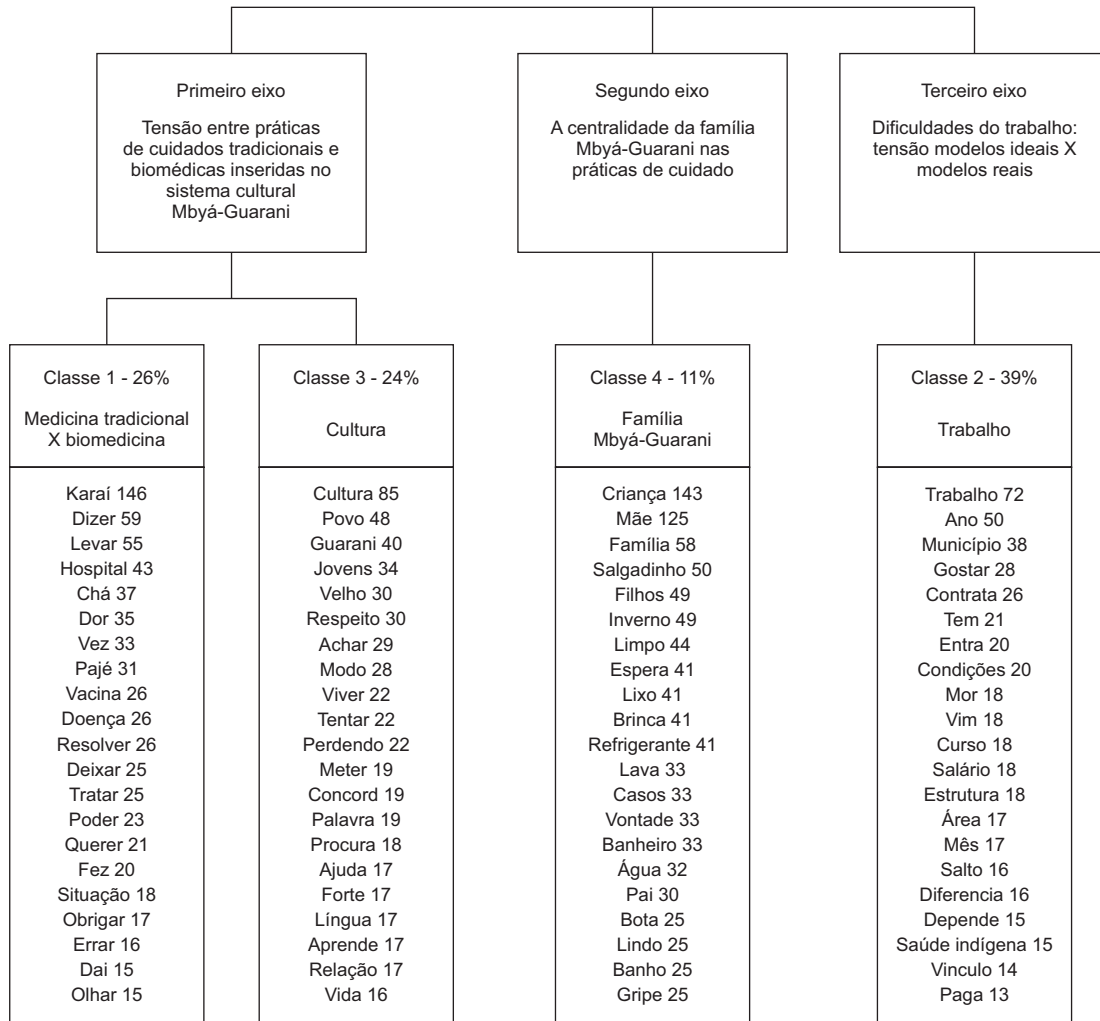 Primeiro eixo
Tensão entre práticas
de cuidados tradicionais e
biomédicas inseridas no
sistema cultural
Mbyá-Guarani
Segundo eixo
A centralidade da família
Mbyá-Guarani nas
práticas de cuidado
Terceiro eixo
Dificuldades do trabalho:
tensão modelos ideais X
modelos reais
Classe 1 - 26%
Medicina tradicional
X biomedicina
Karaí 146
Dizer 59
Levar 55
Hospital 43
Chá 37
Dor 35
Vez 33
Pajé 31
Vacina 26
Doença 26
Resolver 26
Deixar 25
Tratar 25
Poder 23
Querer 21
Fez 20
Situação 18
Obrigar 17
Errar 16
Dai 15
Olhar 15
Classe 3 - 24%
Cultura
Cultura 85
Povo 48
Guarani 40
Jovens 34
Velho 30
Respeito 30
Achar 29
Modo 28
Viver 22
Tentar 22
Perdendo 22
Meter 19
Concord 19
Palavra 19
Procura 18
Ajuda 17
Forte 17
Língua 17
Aprende 17
Relação 17
Vida 16
Classe 4 - 11%
Família
Mbyá-Guarani
Criança 143
Mãe 125
Família 58
Salgadinho 50
Filhos 49
Inverno 49
Limpo 44
Espera 41
Lixo 41
Brinca 41
Refrigerante 41
Lava 33
Casos 33
Vontade 33
Banheiro 33
Água 32
Pai 30
Bota 25
Lindo 25
Banho 25
Gripe 25
Classe 2 - 39%
Trabalho
Trabalho 72
Ano 50
Município 38
Gostar 28
Contrata 26
Tem 21
Entra 20
Condições 20
Mor 18
Vim 18
Curso 18
Salário 18
Estrutura 18
Área 17
Mês 17
Salto 16
Diferencia 16
Depende 15
Saúde indígena 15
Vinculo 14
Paga 13